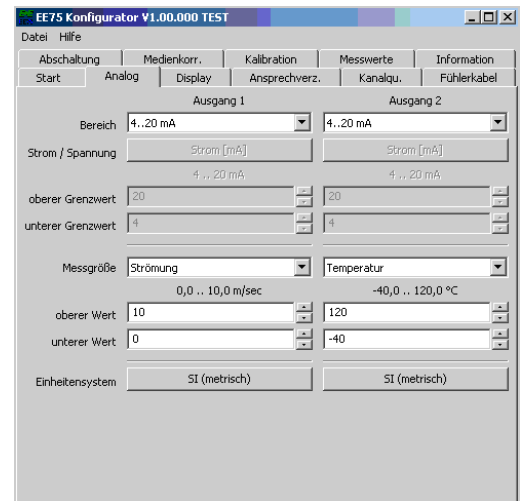 EE75 Konfigurator V1.00.000 TEST
Datei Hilfe
Abschaltung Medienkorr. Kalibration Messwerte Information
Start Analog Display Ansprechverz. Kanalqu. Fühlerkabel
Ausgang 1 Ausgang 2
Bereich 4..20 mA 4..20 mA
Strom / Spannung Strom [mA] Strom [mA]
4 .. 20 mA 4 .. 20 mA
oberer Grenzwert 20 20
unterer Grenzwert 4 4
Messgröße Strömung Temperatur
0,0 .. 10,0 m/sec -40,0 .. 120,0 °C
oberer Wert 10 120
unterer Wert 0 -40
Einheitensystem SI (metrisch) SI (metrisch)